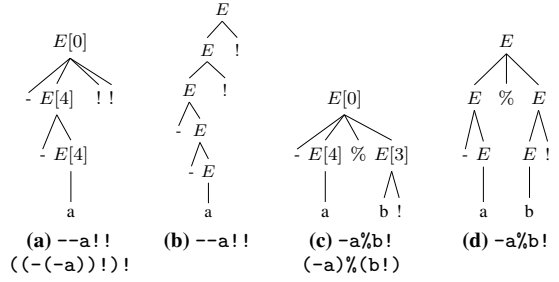 E
E[0]
E !
E !
E
- E[4] ! !
E[0]
E % E
- E
- E[4]
- E[4] % E[3]
- E E !
- E
a
a
a b !
a b
(a) --a!!
(b) --a!!
(c) -a%b!
(d) -a%b!
((-(-a))!)!
(-a)%(b!)